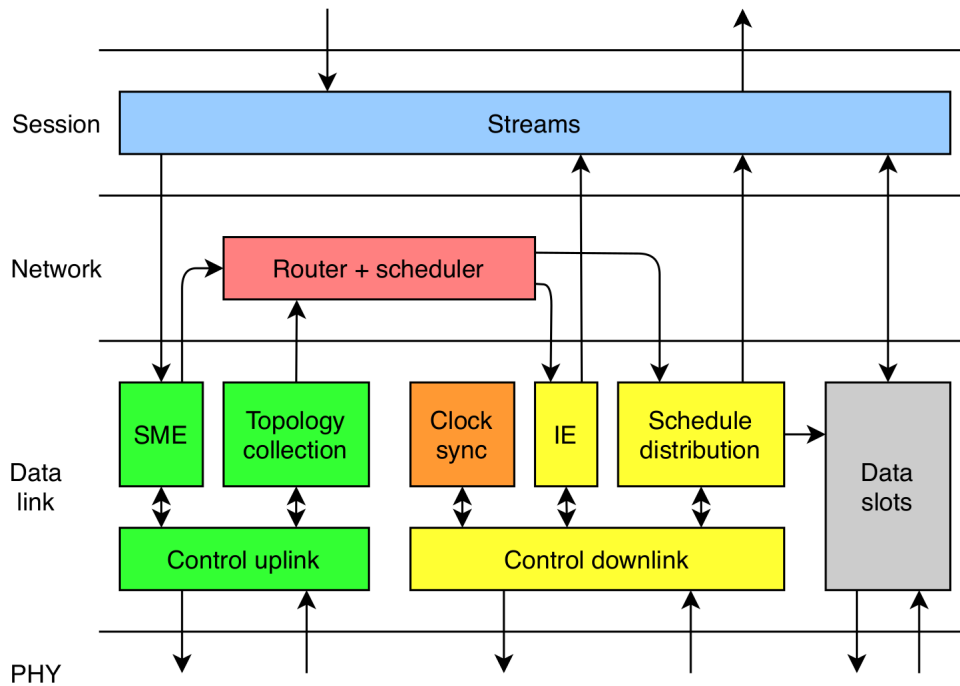 Session
Streams
Network
Router + scheduler
Data
link
SME
Topology
collection
Clock
sync
IE
Schedule
distribution
Data
slots
Control uplink
Control downlink
PHY